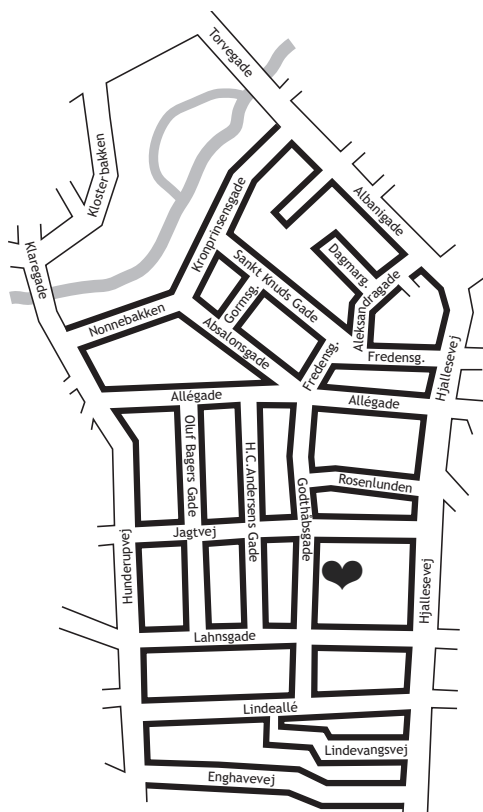 Torvegade
Klosterbakken
Albanigade
Kronprinsensgade
Klaregade
Dagmarg.
Sankt Knuds Gade
Aleksandragade
Gormsg.
Nonnebakken
Absalonsgade
Fredensg.
Fredensg.
Hjallesevej
Allégade
Allégade
Oluf Bagers Gade
H.C.Andersens Gade
Rosenlunden
Godthåbsgade
Jagtvej
Hunderupvej
Hjallesevej
Lahnsgade
Lindeallé
Lindevangsvej
Enghavevej